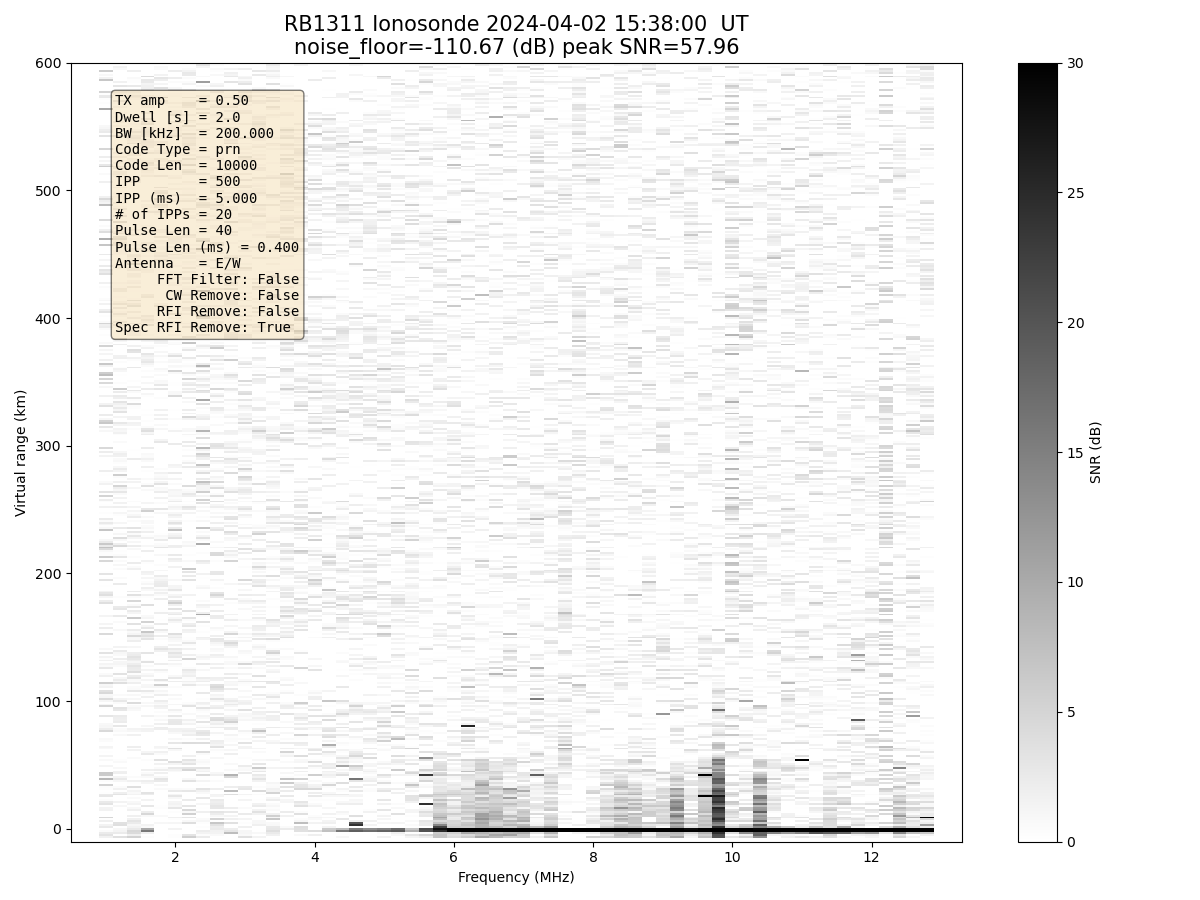 RB1311 Ionosonde 2024-04-02 15:38:00  UT
noise_floor=-110.67 (dB) peak SNR=57.96
TX amp    = 0.50
Dwell [s] = 2.0
BW [kHz]  = 200.000
Code Type = prn
Code Len  = 10000
IPP       = 500
IPP (ms)  = 5.000
# of IPPs = 20
Pulse Len = 40
Pulse Len (ms) = 0.400
Antenna   = E/W
FFT Filter: False
CW Remove: False
RFI Remove: False
Spec RFI Remove: True
600
500
400
300
200
100
0
Virtual range (km)
2
4
6
8
10
12
Frequency (MHz)
30
25
20
15
10
5
0
SNR (dB)